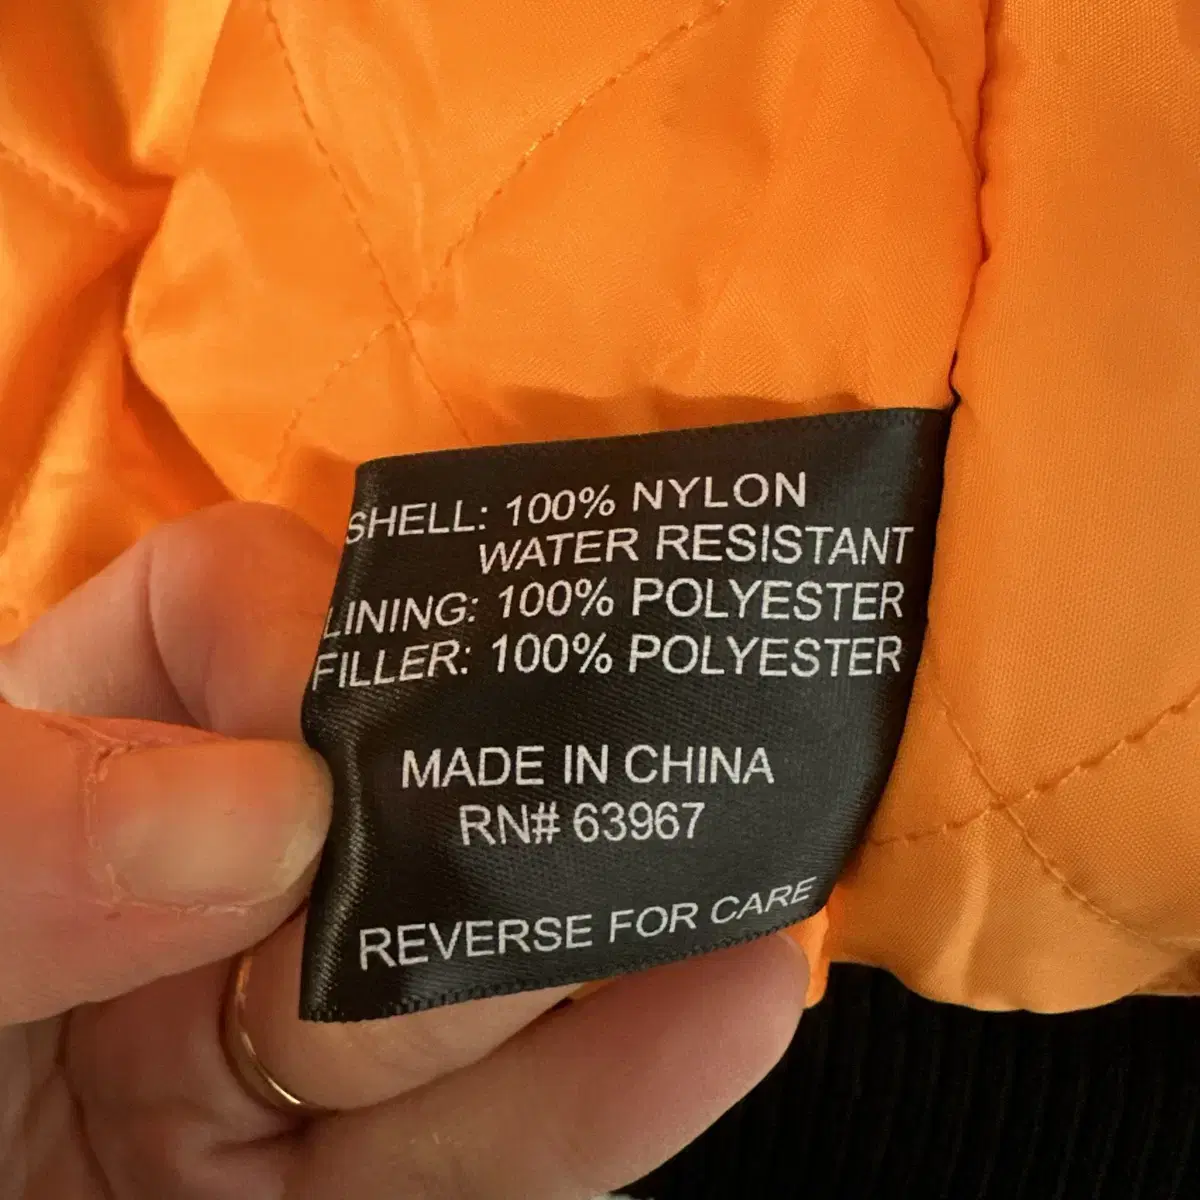 SHELL: 100% NYLON
WATER RESISTANT
LINING: 100% POLYESTER
FILLER: 100% POLYESTER
MADE IN CHINA
RN# 63967
REVERSE FOR CARE